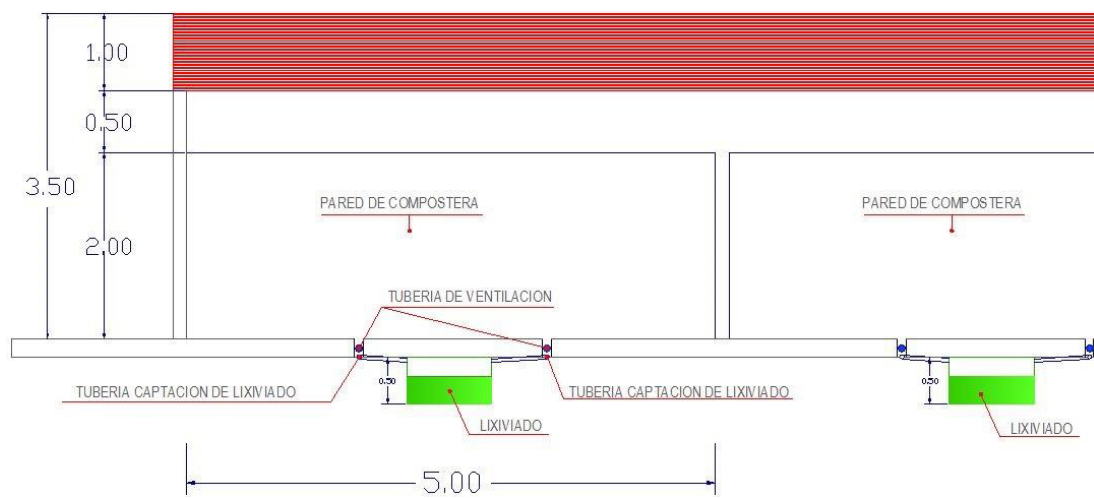 1.00
0.50
3.50
2.00
PARED DE COMPOSTERA
PARED DE COMPOSTERA
TUBERIA DE VENTILACION
0.50
0.50
TUBERIA CAPTACION DE LIXIVIADO
TUBERIA CAPTACION DE LIXIVIADO
LIXIVIADO
LIXIVIADO
5.00